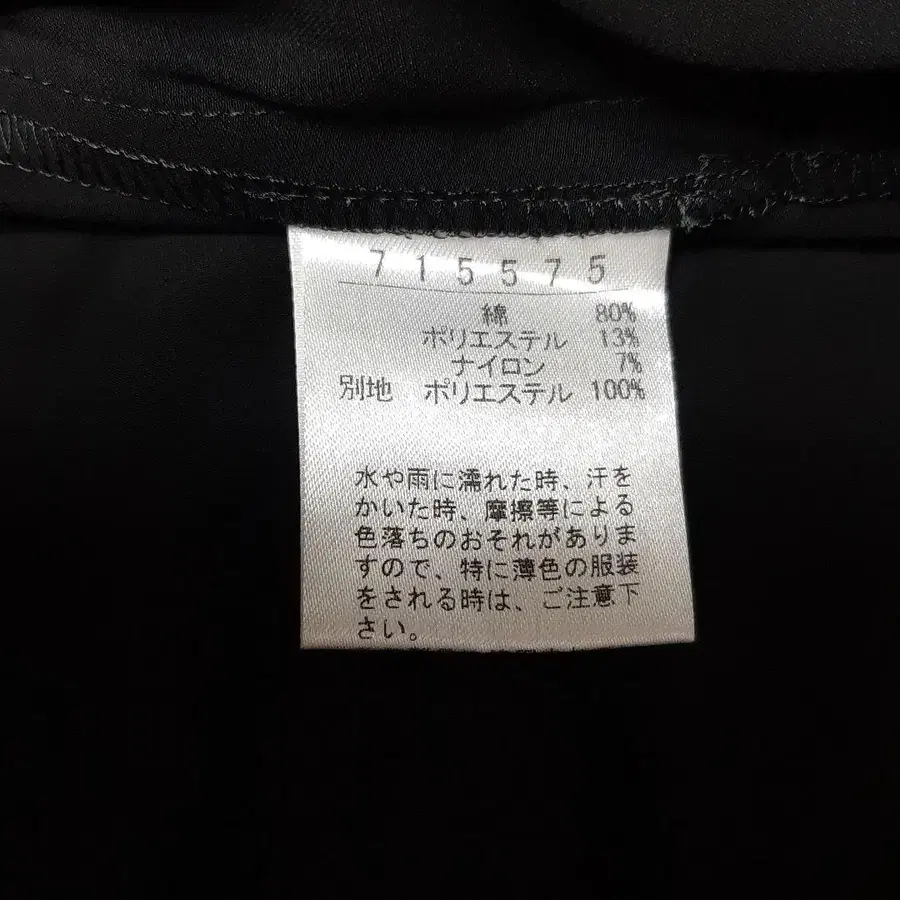 715575
綿 80%
ポリエステル 13%
ナイロン 7%
別地 ポリエステル 100%
水や雨に濡れた時、汗を
かいた時、摩擦等による
色落ちのおそれがありま
すので、特に薄色の服装
をされる時は、ご注意下
さい。